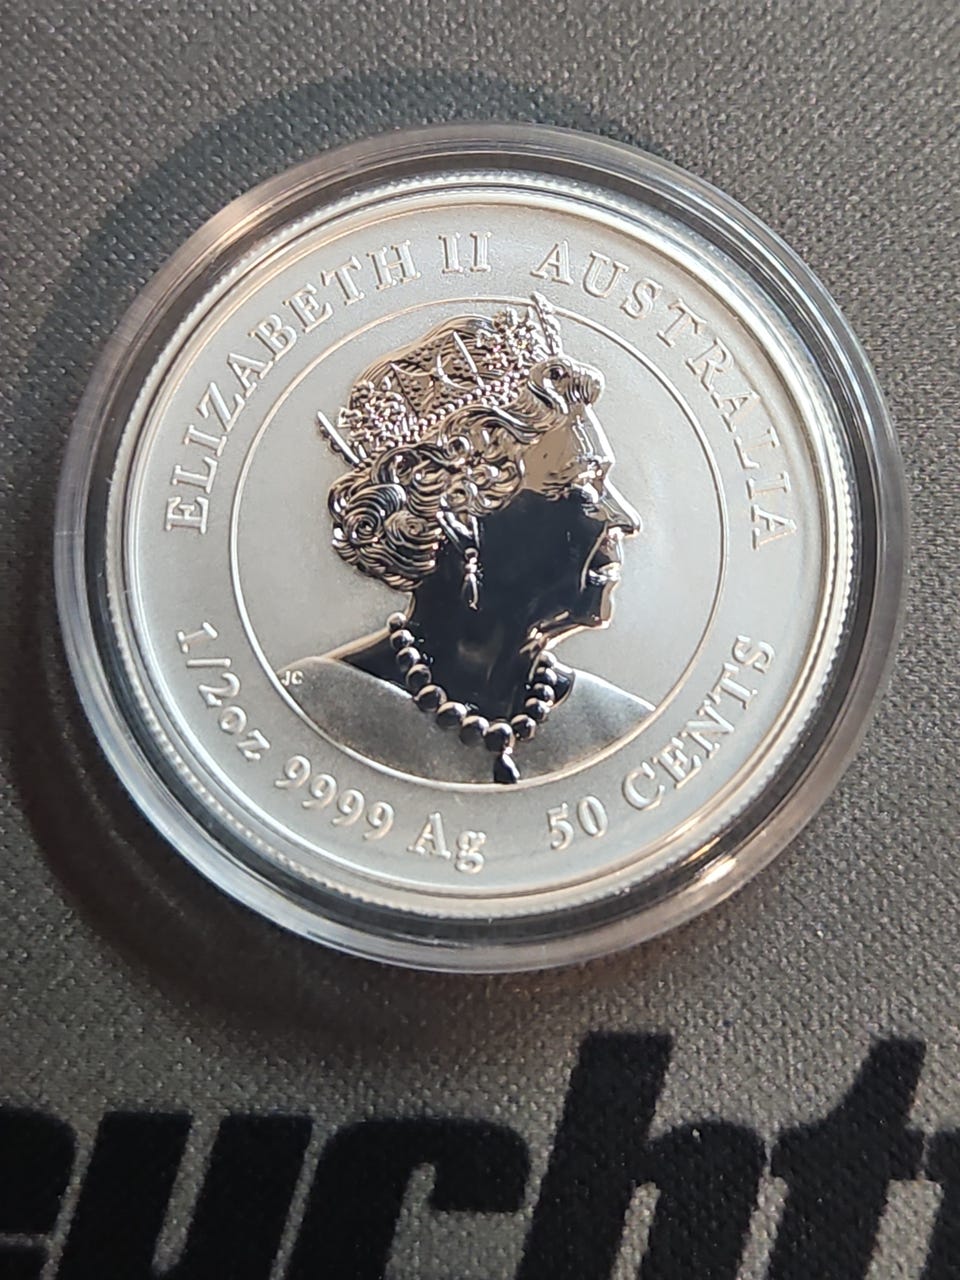 ELIZABETH II AUSTRALIA
JC
1/2oz 9999 Ag 50 CENTS